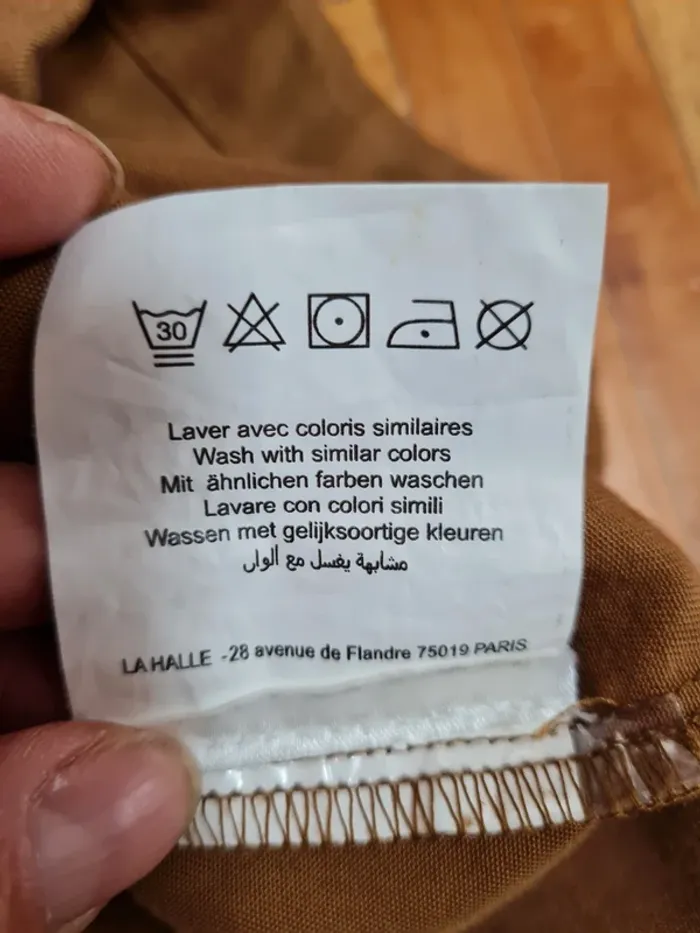 30
Laver avec coloris similaires
Wash with similar colors
Mit ähnlichen farben waschen
Lavare con colori simili
Wassen met gelijksoortige kleuren
مشابهة يغسل مع ألوان
LA HALLE -28 avenue de Flandre 75019 PARIS